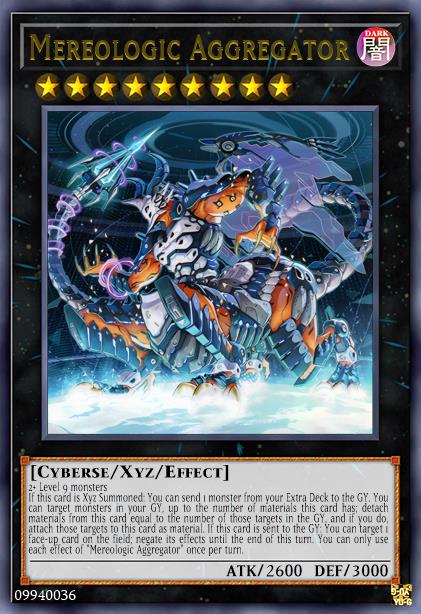 MEREOLOGIC AGGREGATOR
DARK
闇
[CYBERSE/XYZ/EFFECT]
2+ Level 9 monsters
If this card is Xyz Summoned: You can send 1 monster from your Extra Deck to the GY. You
can target monsters in your GY, up to the number of materials this card has; detach
materials from this card equal to the number of those targets in the GY, and if you do,
attach those targets to this card as material. If this card is sent to the GY: You can target 1
face-up card on the field; negate its effects until the end of this turn. You can only use
each effect of "Mereologic Aggregator" once per turn.
ATK/2600 DEF/3000
09940036